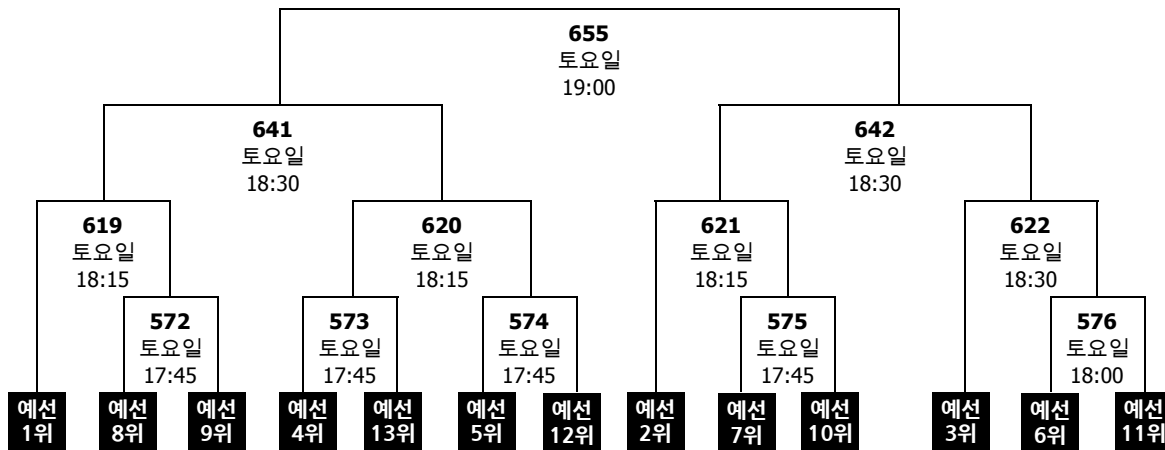 655
토요일
19:00
641
토요일
18:30
642
토요일
18:30
619
토요일
18:15
620
토요일
18:15
621
토요일
18:15
622
토요일
18:30
572
토요일
17:45
573
토요일
17:45
574
토요일
17:45
575
토요일
17:45
576
토요일
18:00
예선
1위
예선
8위
예선
9위
예선
4위
예선
13위
예선
5위
예선
12위
예선
2위
예선
7위
예선
10위
예선
3위
예선
6위
예선
11위